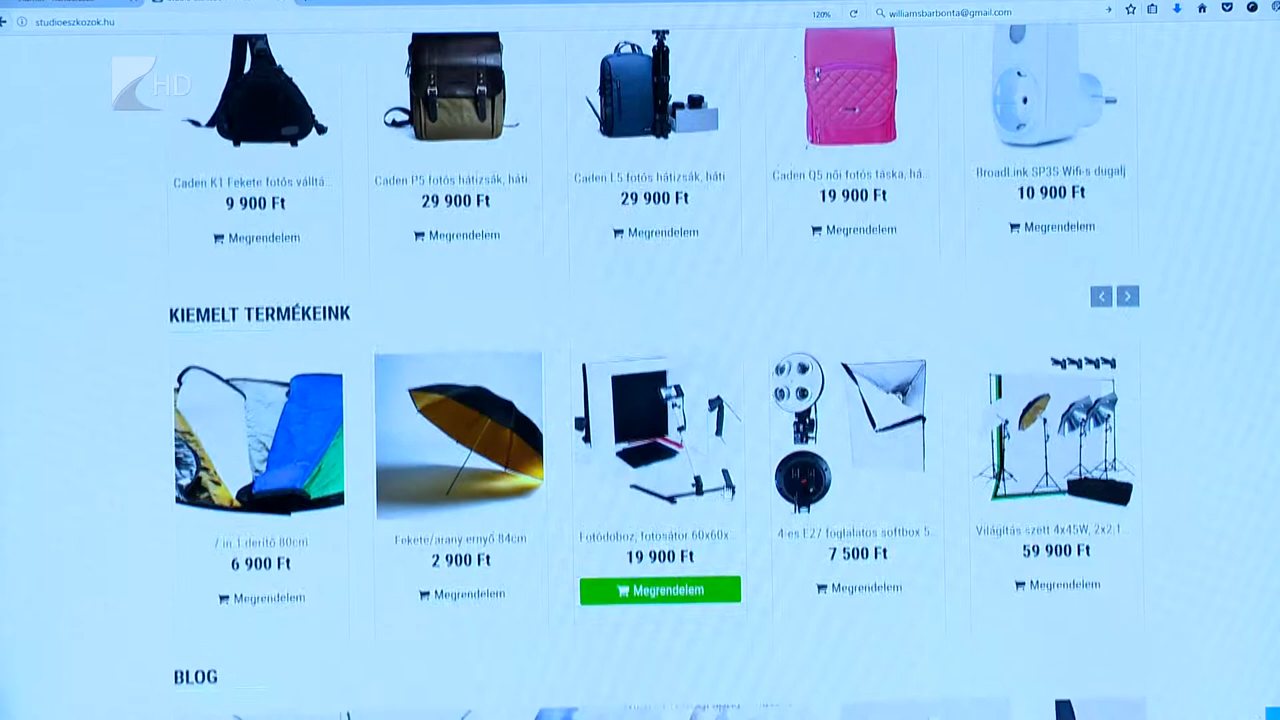 studioeszkozok.hu
120%
williamsbarbonta@gmail.com
HD
Caden K1 Fekete fotós válltá...
9 900 Ft
Megrendelem
Caden P5 fotós hátizsák, háti...
29 900 Ft
Megrendelem
Caden L5 fotós hátizsák, háti...
29 900 Ft
Megrendelem
Caden Q5 női fotós táska, há...
19 900 Ft
Megrendelem
BroadLink SP3S Wifi-s dugalj
10 900 Ft
Megrendelem
KIEMELT TERMÉKEINK
7 in 1 derítő 80cm
6 900 Ft
Megrendelem
Fekete/arany ernyő 84cm
2 900 Ft
Megrendelem
Fotódoboz, fotosátor 60x60x...
19 900 Ft
Megrendelem
4-es E27 foglalatos softbox 5...
7 500 Ft
Megrendelem
Világítás szett 4x45W, 2x2,1...
59 900 Ft
Megrendelem
BLOG